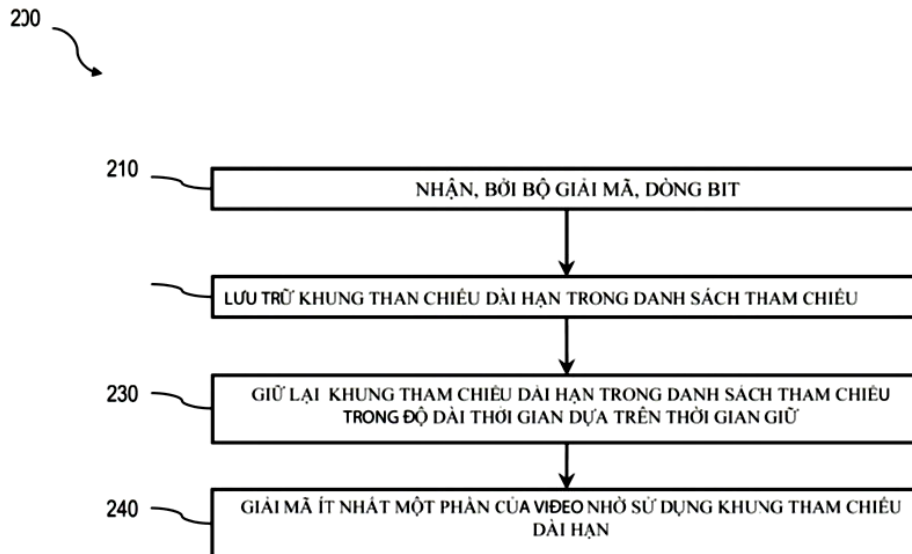 200
210
NHẬN, BỞI BỘ GIẢI MÃ, DÒNG BIT
LƯU TRỮ KHUNG THAN CHIẾU DÀI HẠN TRONG DANH SÁCH THAM CHIẾU
230
GIỮ LẠI KHUNG THAM CHIẾU DÀI HẠN TRONG DANH SÁCH THAM CHIẾU
TRONG ĐỘ DÀI THỜI GIAN DỰA TRÊN THỜI GIAN GIỮ
240
GIẢI MÃ ÍT NHẤT MỘT PHẦN CỦA VIĐEO NHỜ SỬ DỤNG KHUNG THAM CHIẾU
DÀI HẠN